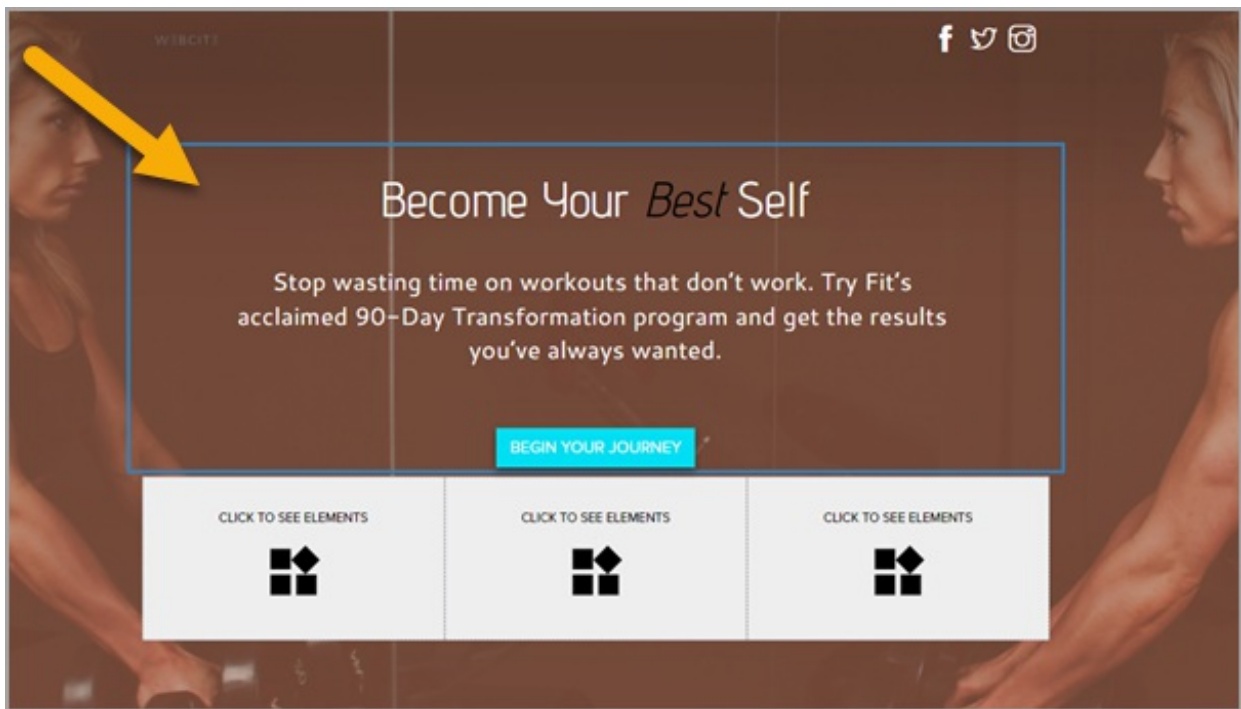 WEBCITE
Become Your Best Self
Stop wasting time on workouts that don't work. Try Fit's
acclaimed 90-Day Transformation program and get the results
you've always wanted.
BEGIN YOUR JOURNEY
CLICK TO SEE ELEMENTS
CLICK TO SEE ELEMENTS
CLICK TO SEE ELEMENTS